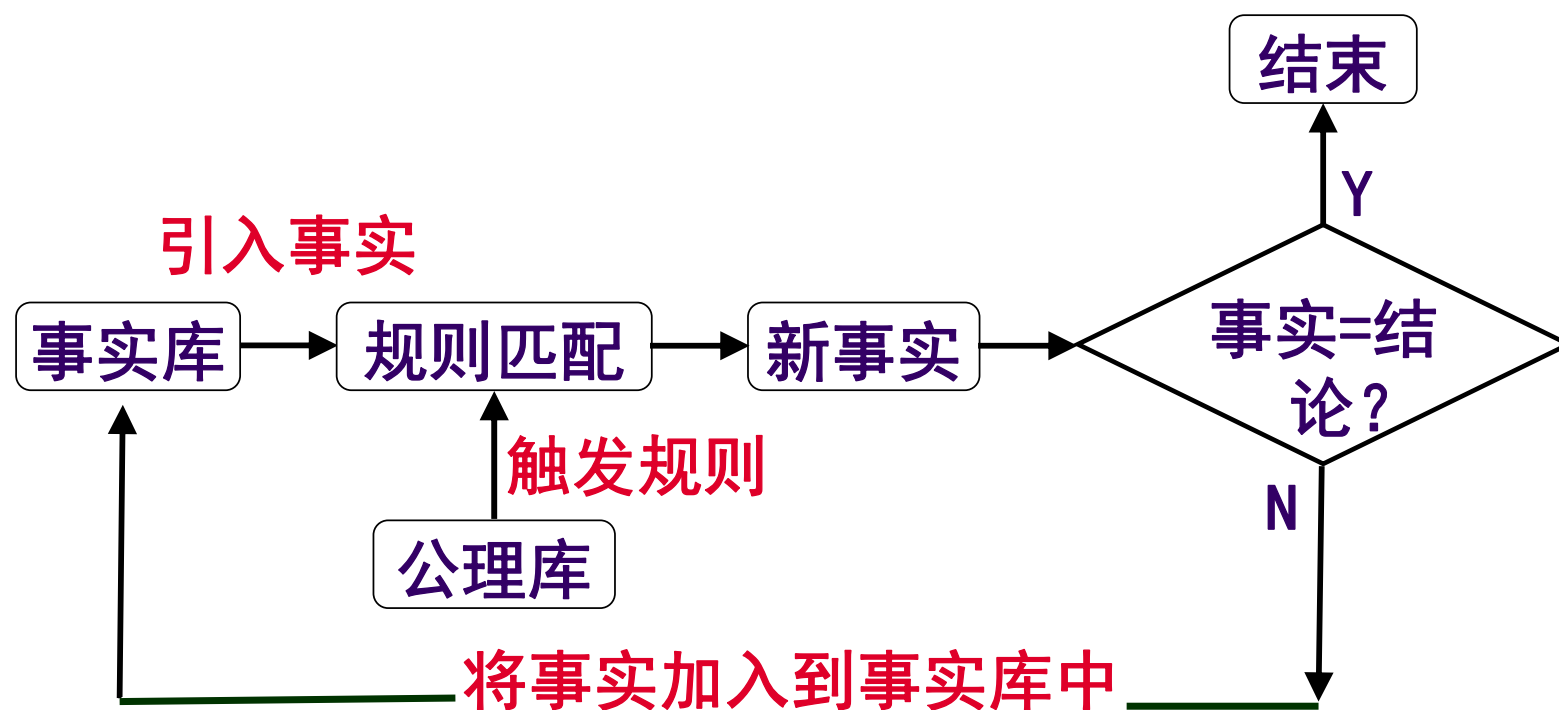 结束
Y
引入事实
事实库
规则匹配
新事实
事实=结
论?
触发规则
N
公理库
将事实加入到事实库中